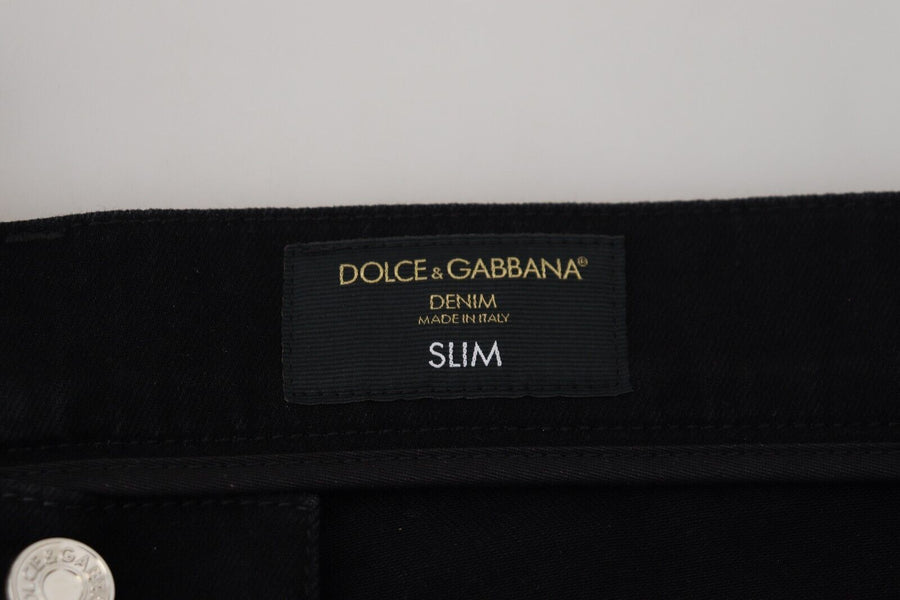 DOLCE & GABBANA®
DENIM
MADE IN ITALY
SLIM